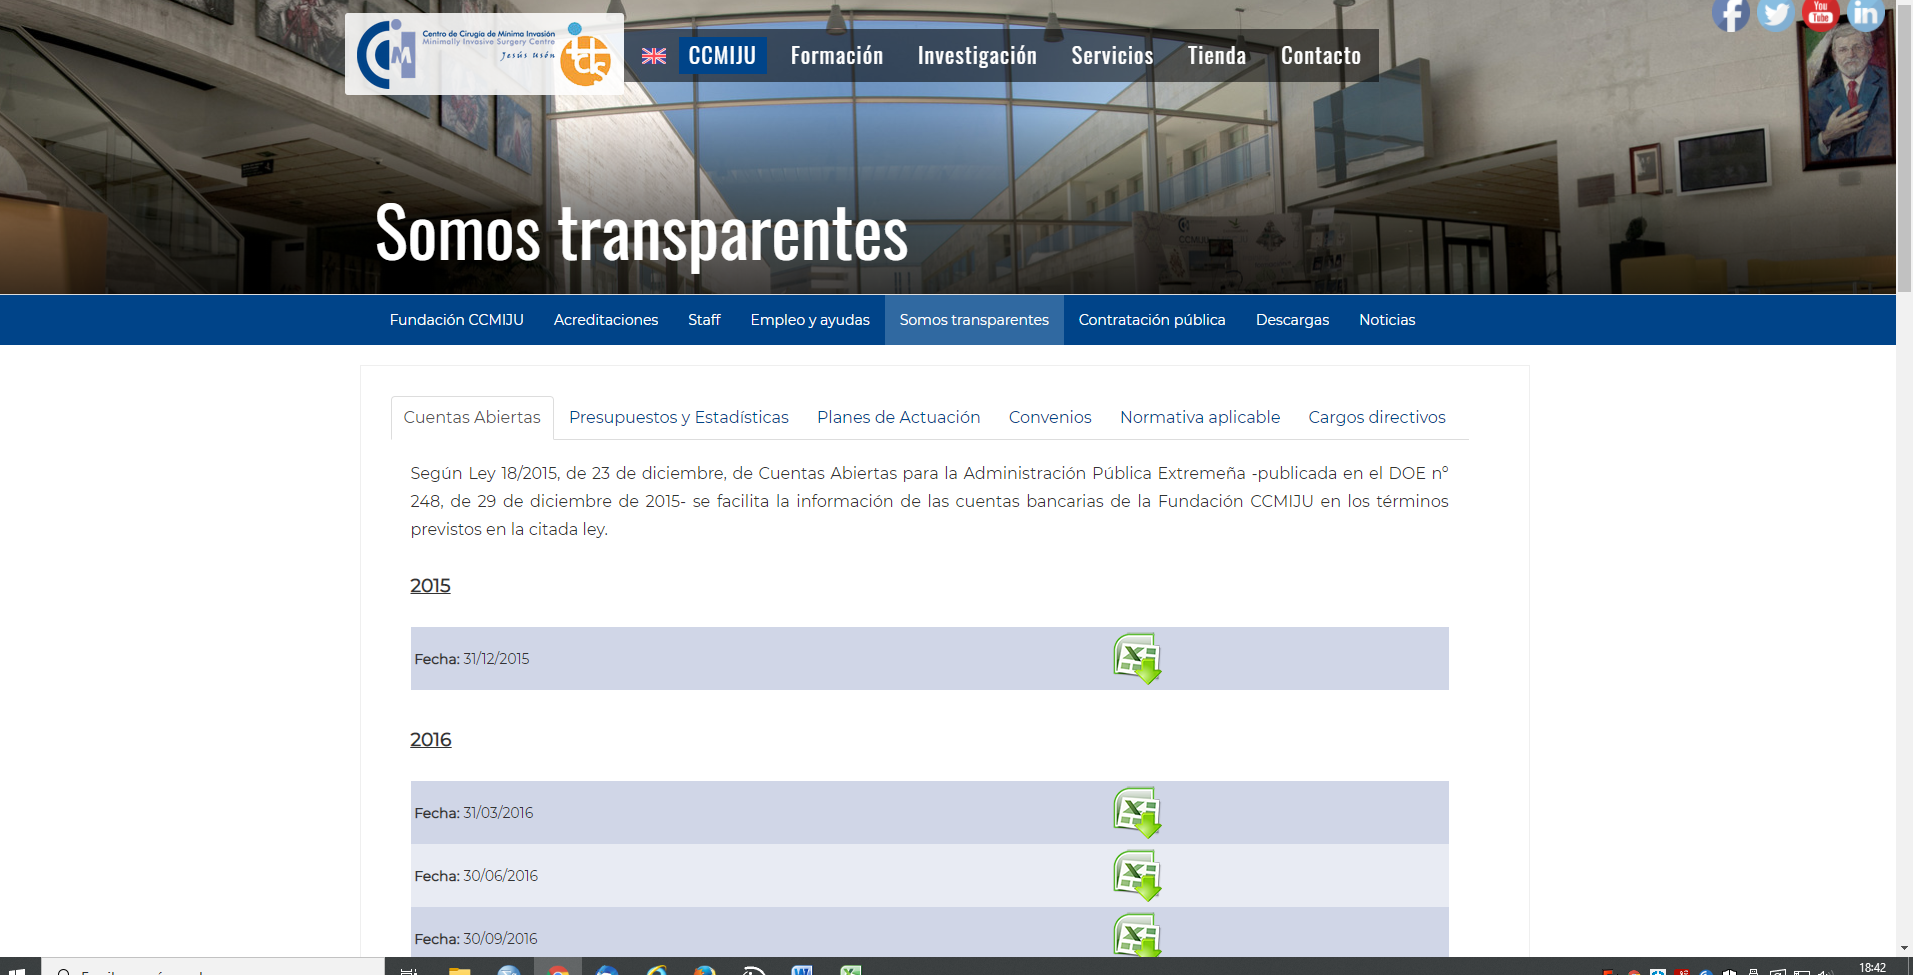 Centro de Cirugía de Mínima Invasión
Minimally Invasive Surgery Centre
Jesús Usón
CCMIJU Formación Investigación Servicios Tienda Contacto
You
Tube
Somos transparentes
Fundación CCMIJU Acreditaciones Staff Empleo y ayudas Somos transparentes Contratación pública Descargas Noticias
Cuentas Abiertas Presupuestos y Estadísticas Planes de Actuación Convenios Normativa aplicable Cargos directivos
Según Ley 18/2015, de 23 de diciembre, de Cuentas Abiertas para la Administración Pública Extremeña -publicada en el DOE nº
248, de 29 de diciembre de 2015- se facilita la información de las cuentas bancarias de la Fundación CCMIJU en los términos
previstos en la citada ley.
2015
Fecha: 31/12/2015
2016
Fecha: 31/03/2016
Fecha: 30/06/2016
Fecha: 30/09/2016
18:42